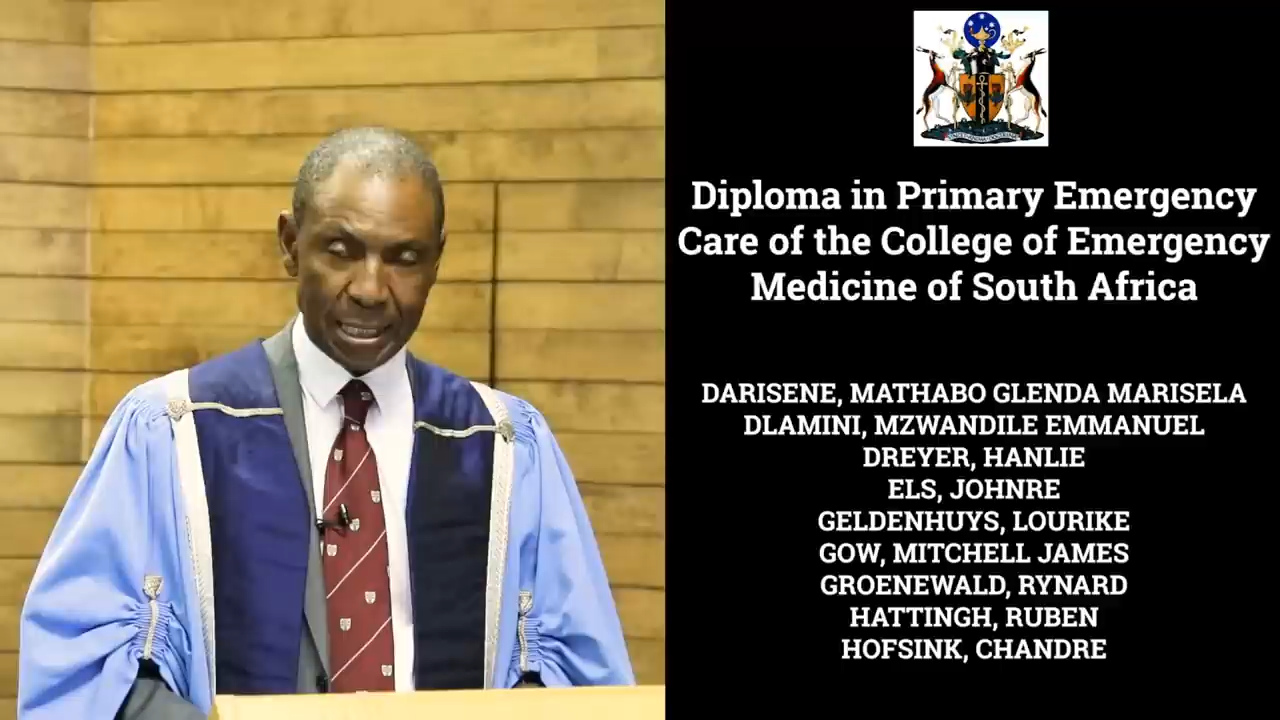 Diploma in Primary Emergency
Care of the College of Emergency
Medicine of South Africa
DARISENE, MATHABO GLENDA MARISELA
DLAMINI, MZWANDILE EMMANUEL
DREYER, HANLIE
ELS, JOHNRE
GELDENHUYS, LOURIKE
GOW, MITCHELL JAMES
GROENEWALD, RYNARD
HATTINGH, RUBEN
HOFSINK, CHANDRE